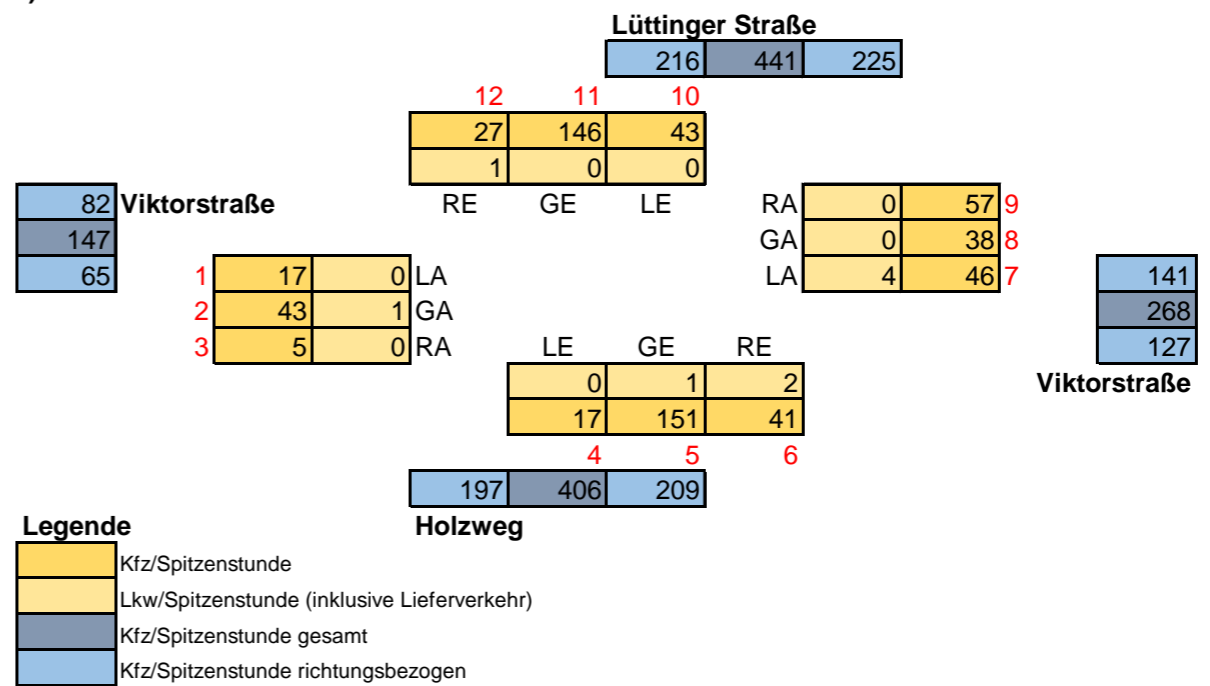 )
Lüttinger Straße
216 441 225
12 11 10
27 146 43
1 0 0
82 Viktorstraße RE GE LE RA 0 57 9
147 GA 0 38 8
65 1 17 0 LA LA 4 46 7 141
2 43 1 GA 268
3 5 0 RA LE GE RE 127
0 1 2 Viktorstraße
17 151 41
4 5 6
197 406 209
Legende Holzweg
Kfz/Spitzenstunde
Lkw/Spitzenstunde (inklusive Lieferverkehr)
Kfz/Spitzenstunde gesamt
Kfz/Spitzenstunde richtungsbezogen